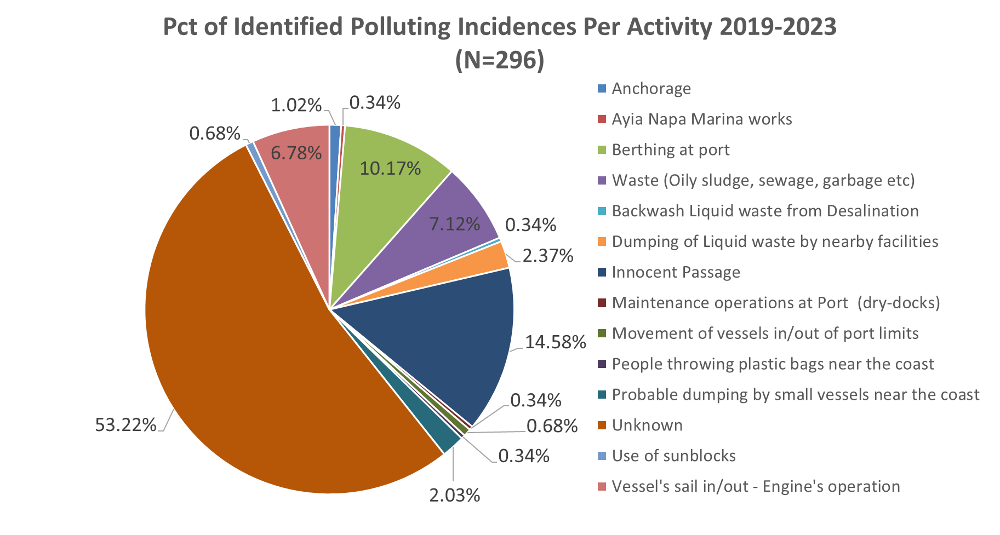 Pct of Identified Polluting Incidences Per Activity 2019-2023
(N=296)
1.02%
0.34%
0.68%
6.78%
10.17%
7.12%
0.34%
2.37%
14.58%
0.34%
0.68%
0.34%
2.03%
53.22%
Anchorage
Ayia Napa Marina works
Berthing at port
Waste (Oily sludge, sewage, garbage etc)
Backwash Liquid waste from Desalination
Dumping of Liquid waste by nearby facilities
Innocent Passage
Maintenance operations at Port  (dry-docks)
Movement of vessels in/out of port limits
People throwing plastic bags near the coast
Probable dumping by small vessels near the coast
Unknown
Use of sunblocks
Vessel's sail in/out - Engine's operation